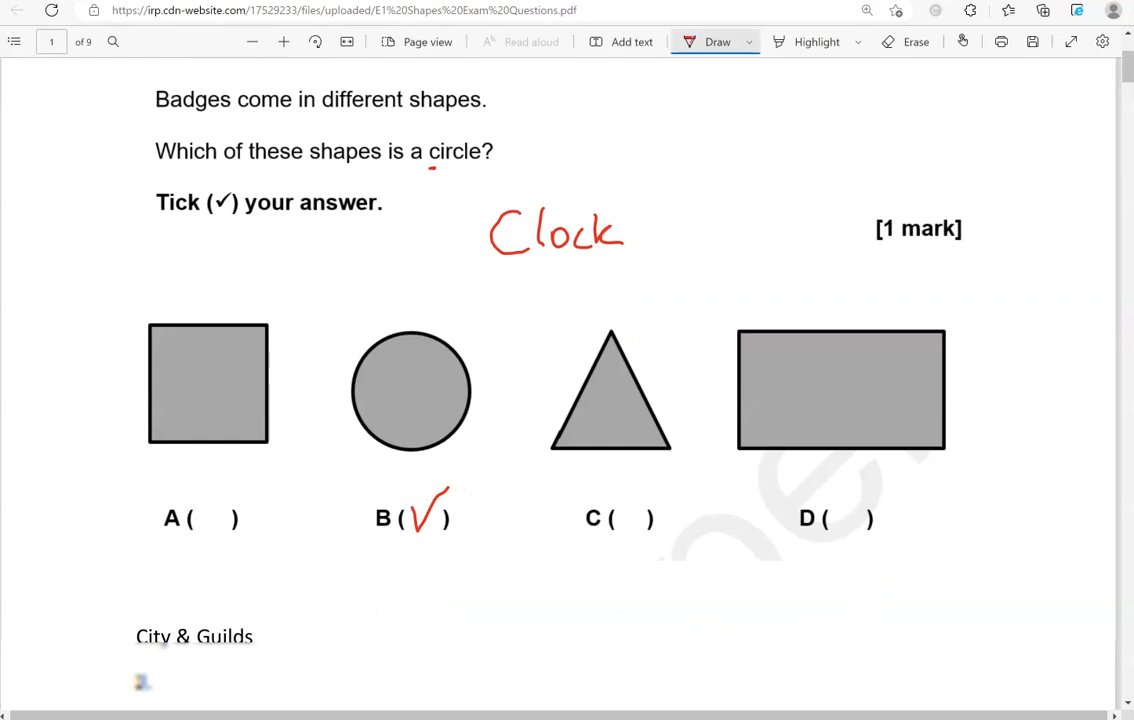 https://irp.cdn-website.com/17529233/files/uploaded/E1%20Shapes%20Exam%20Questions.pdf
1 of 9 Page view Read aloud Add text Draw Highlight Erase
Badges come in different shapes.
Which of these shapes is a circle?
Tick (✓) your answer.
Clock
[1 mark]
A ( ) B (✓) C ( ) D ( )
City & Guilds